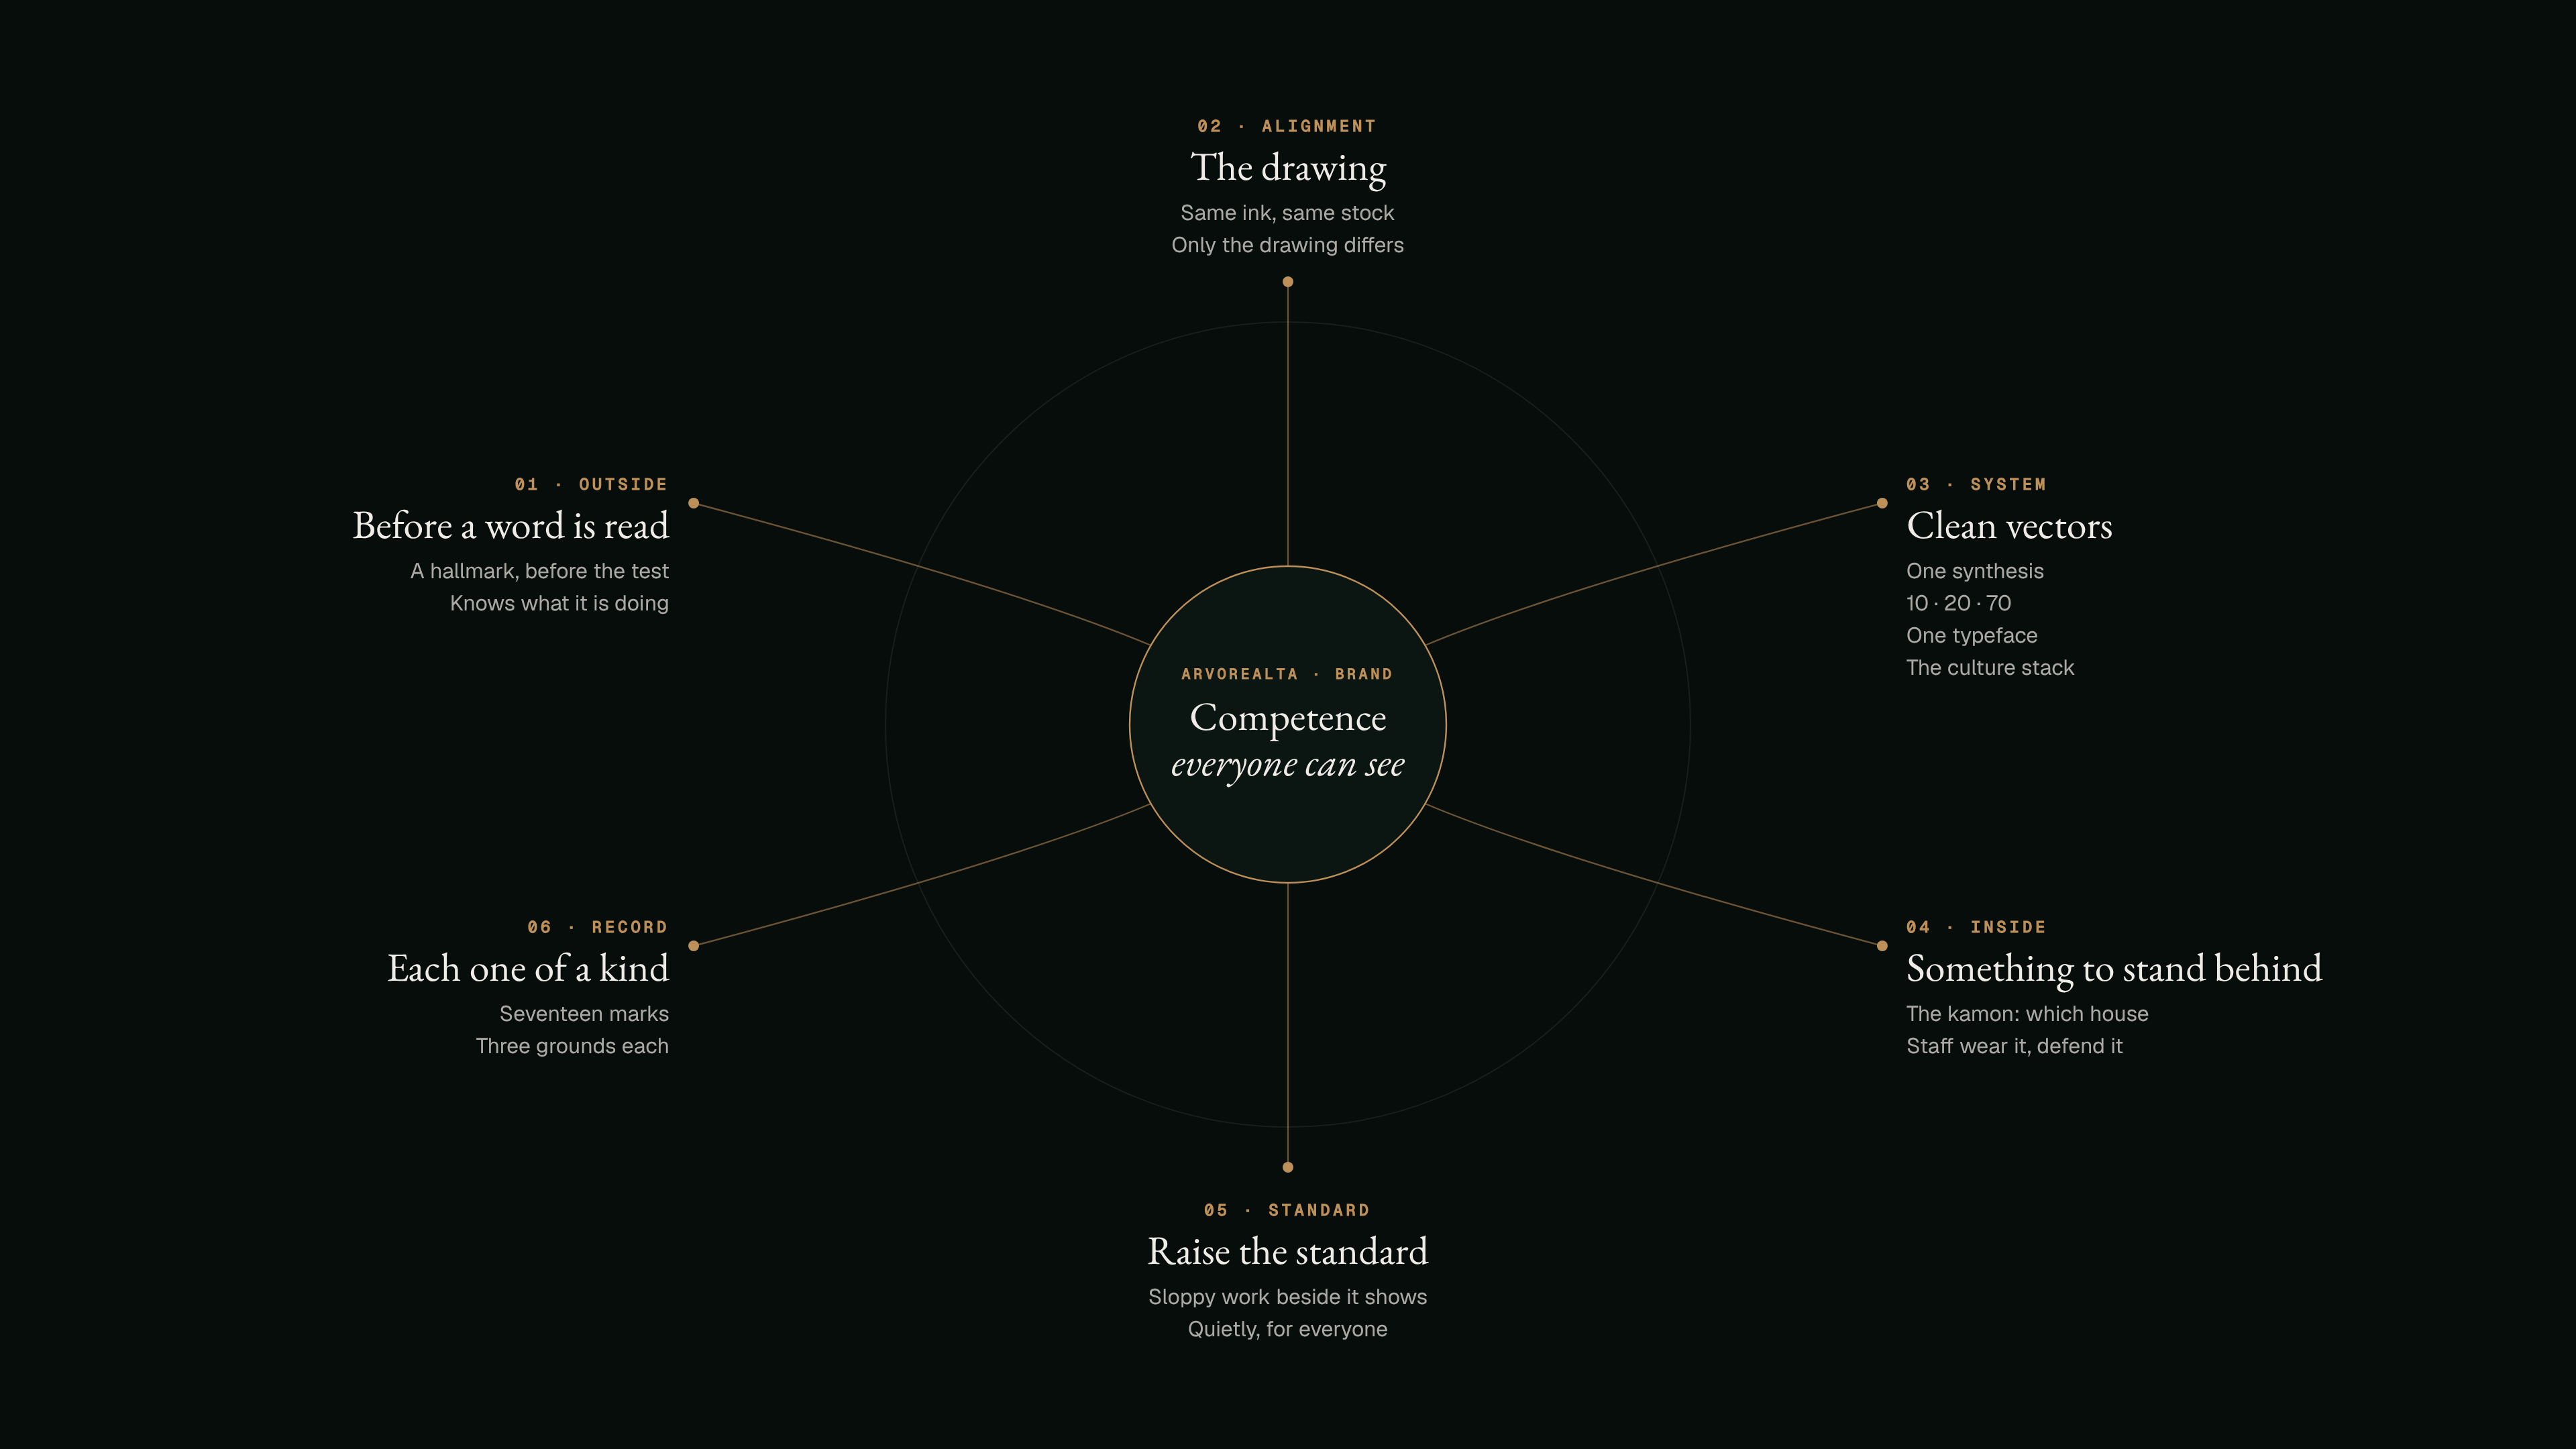 02 · ALIGNMENT
The drawing
Same ink, same stock
Only the drawing differs
01 · OUTSIDE
Before a word is read
A hallmark, before the test
Knows what it is doing
03 · SYSTEM
Clean vectors
One synthesis
10 · 20 · 70
One typeface
The culture stack
ARVOREALTA · BRAND
Competence
everyone can see
06 · RECORD
Each one of a kind
Seventeen marks
Three grounds each
04 · INSIDE
Something to stand behind
The kamon: which house
Staff wear it, defend it
05 · STANDARD
Raise the standard
Sloppy work beside it shows
Quietly, for everyone